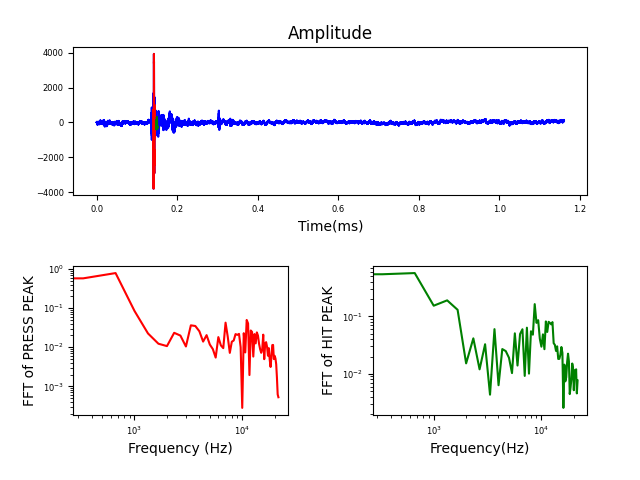 Amplitude
4000
2000
0
−2000
−4000
0.0 0.2 0.4 0.6 0.8 1.0 1.2
Time(ms)
FFT of PRESS PEAK
10⁰
10⁻¹
10⁻²
10⁻³
10³ 10⁴
Frequency (Hz)
FFT of HIT PEAK
10⁻¹
10⁻²
10³ 10⁴
Frequency(Hz)